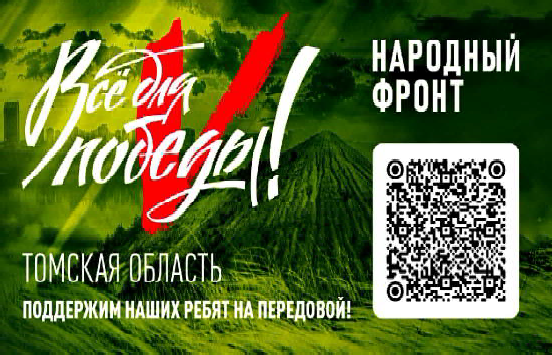 Всё для
победы!
НАРОДНЫЙ
ФРОНТ
ТОМСКАЯ ОБЛАСТЬ
ПОДДЕРЖИМ НАШИХ РЕБЯТ НА ПЕРЕДОВОЙ!